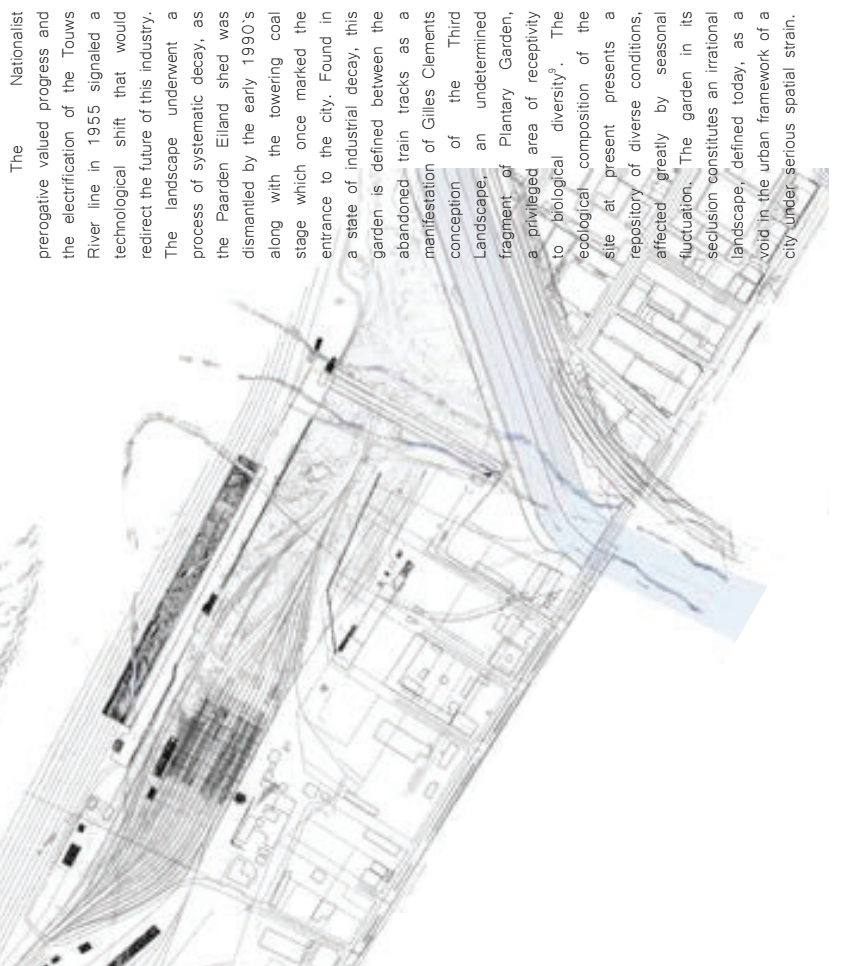 The Nationalist
prerogative valued progress and
the electrification of the Touws
River line in 1955 signaled a
technological shift that would
redirect the future of this industry.
The landscape underwent a
process of systematic decay, as
the Paarden Eiland shed was
dismantled by the early 1990`s
along with the towering coal
stage which once marked the
entrance to the city. Found in
a state of industrial decay, this
garden is defined between the
abandoned train tracks as a
manifestation of Gilles Clements
conception of the Third
Landscape, an undetermined
fragment of Plantary Garden,
a privileged area of receptivity
to biological diversity⁹. The
ecological composition of the
site at present presents a
repository of diverse conditions,
affected greatly by seasonal
fluctuation. The garden in its
seclusion constitutes an irrational
landscape, defined today, as a
void in the urban framework of a
city under serious spatial strain.